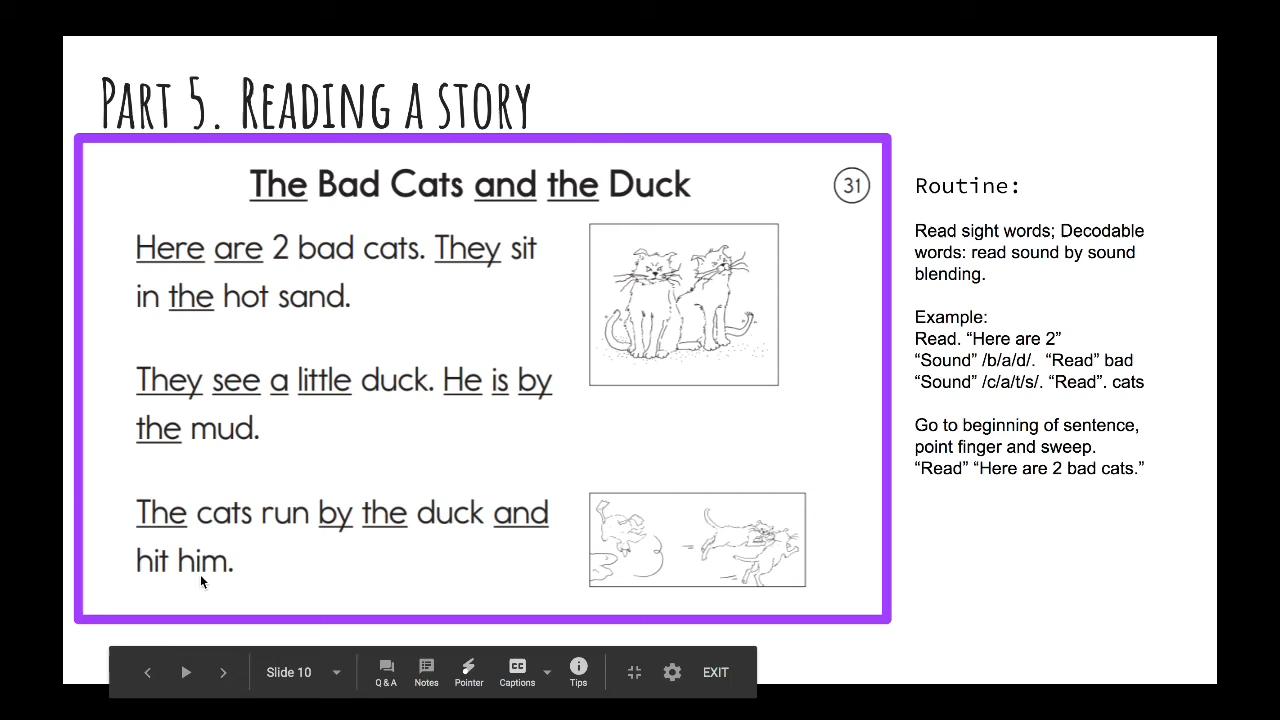 PART 5. READING A STORY
The Bad Cats and the Duck
31
Here are 2 bad cats. They sit
in the hot sand.
They see a little duck. He is by
the mud.
The cats run by the duck and
hit him.
Routine:
Read sight words; Decodable
words: read sound by sound
blending.
Example:
Read. “Here are 2”
“Sound” /b/a/d/. “Read” bad
“Sound” /c/a/t/s/. “Read”. cats
Go to beginning of sentence,
point finger and sweep.
“Read” “Here are 2 bad cats.”
Slide 10
Q & A
Notes
Pointer
CC
Captions
Tips
EXIT